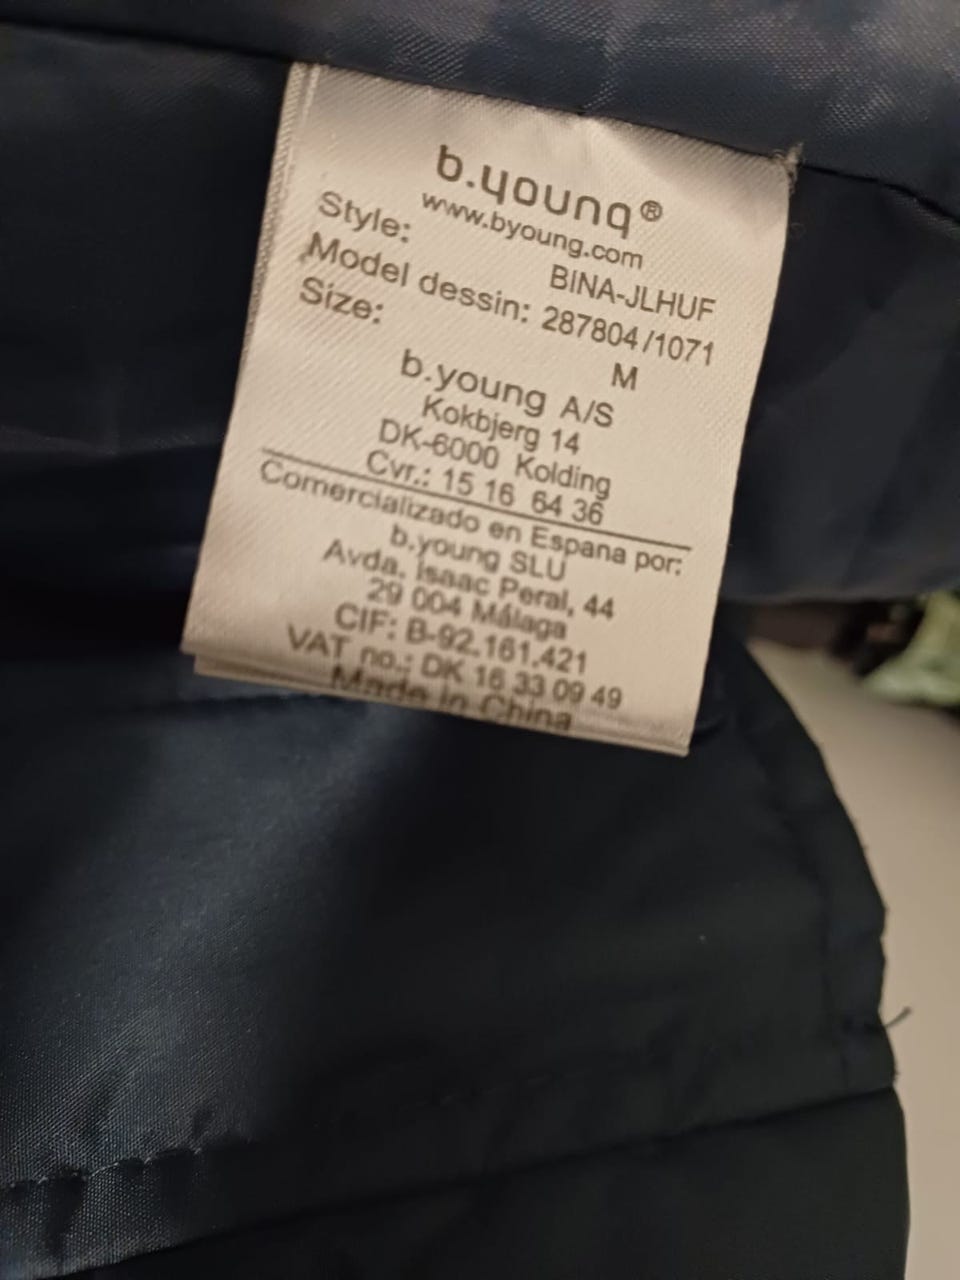 b.young®
www.byoung.com
Style: BINA-JLHUF
Model dessin: 287804/1071
Size: M
b.young A/S
Kokbjerg 14
DK-6000 Kolding
Cvr.: 15 16 64 36
Comercializado en Espana por:
b.young SLU
Avda. Isaac Peral, 44
29 004 Málaga
CIF: B-92.161.421
VAT no.: DK 16 33 09 49
Made in China